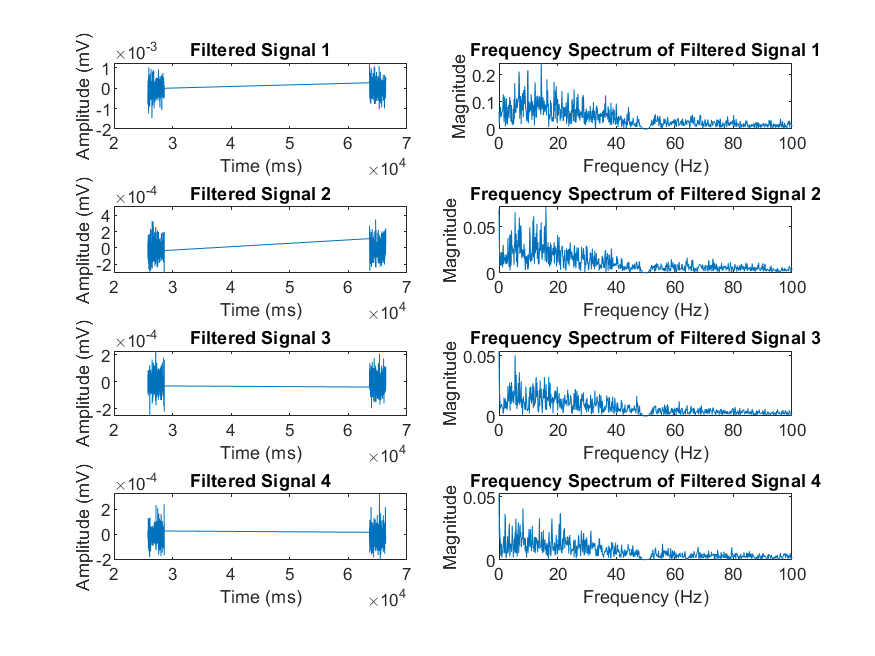 Filtered Signal 1
×10-3
Amplitude (mV)
1
0
-1
-2
2 3 4 5 6 7
Time (ms)
×104
Frequency Spectrum of Filtered Signal 1
Magnitude
0.2
0.1
0
0 20 40 60 80 100
Frequency (Hz)
Filtered Signal 2
×10-4
Amplitude (mV)
4
2
0
-2
2 3 4 5 6 7
Time (ms)
×104
Frequency Spectrum of Filtered Signal 2
Magnitude
0.05
0
0 20 40 60 80 100
Frequency (Hz)
Filtered Signal 3
×10-4
Amplitude (mV)
2
0
-2
2 3 4 5 6 7
Time (ms)
×104
Frequency Spectrum of Filtered Signal 3
Magnitude
0.05
0
0 20 40 60 80 100
Frequency (Hz)
Filtered Signal 4
×10-4
Amplitude (mV)
2
0
-2
2 3 4 5 6 7
Time (ms)
×104
Frequency Spectrum of Filtered Signal 4
Magnitude
0.05
0
0 20 40 60 80 100
Frequency (Hz)